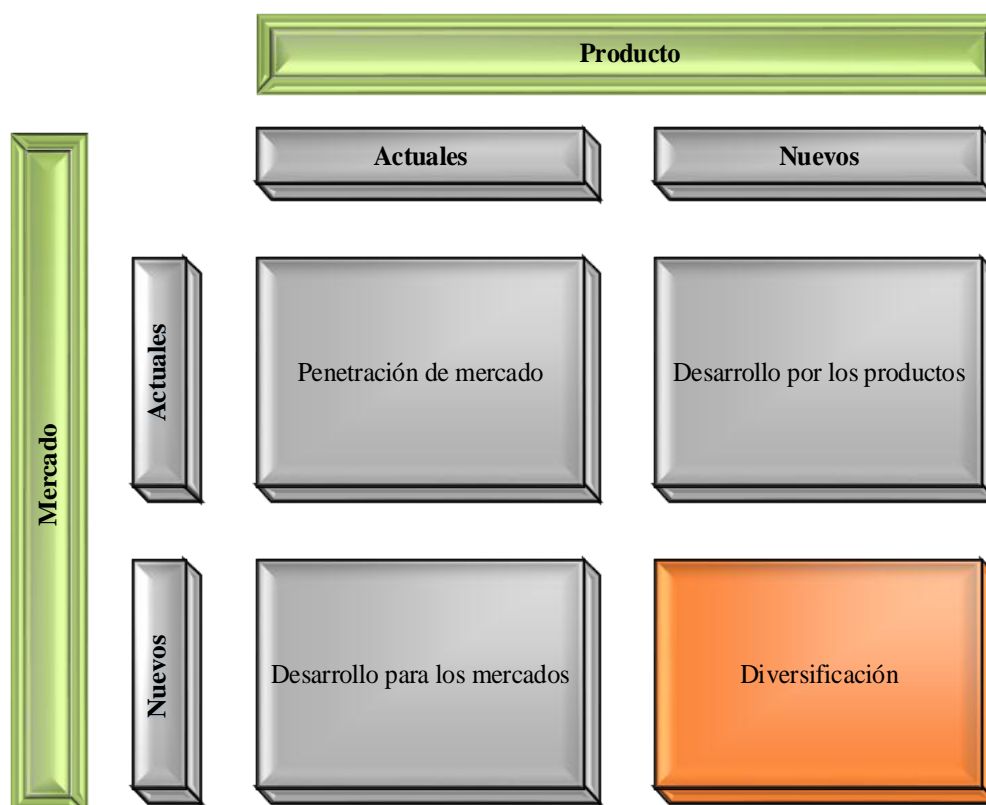 Producto
Actuales
Nuevos
Mercado
Actuales
Penetración de mercado
Desarrollo por los productos
Nuevos
Desarrollo para los mercados
Diversificación